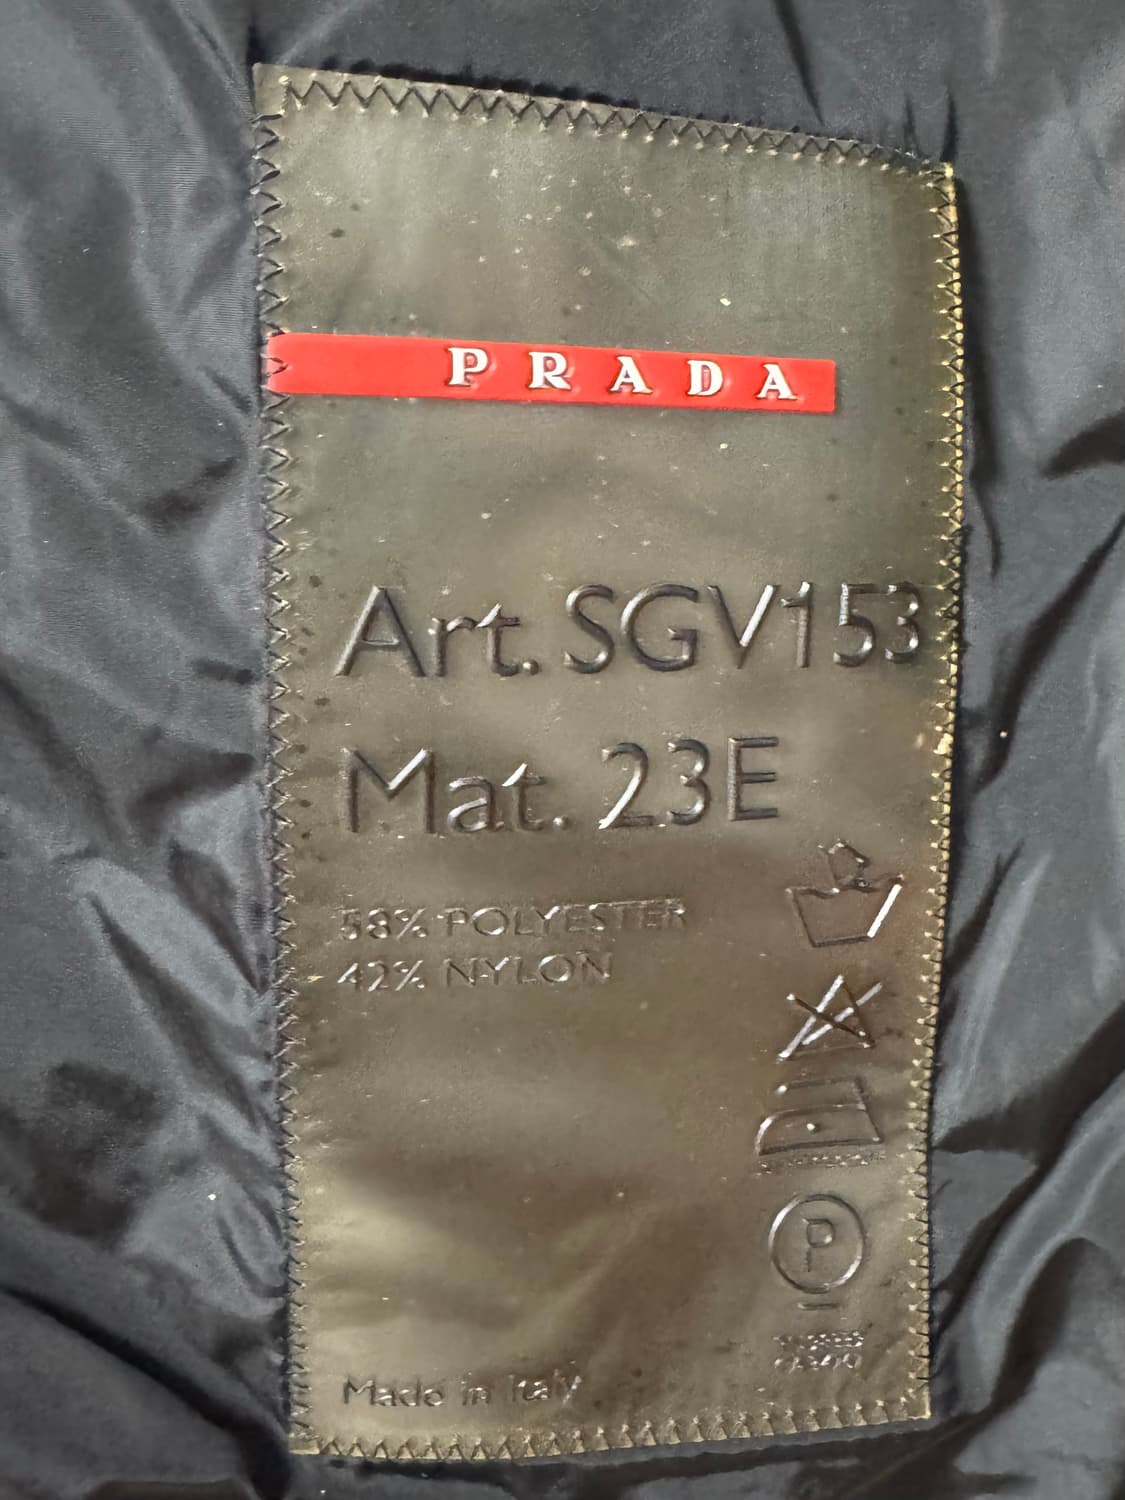 PRADA
Art. SGV153
Mat. 23E
58% POLYESTER
42% NYLON
P
Made in Italy